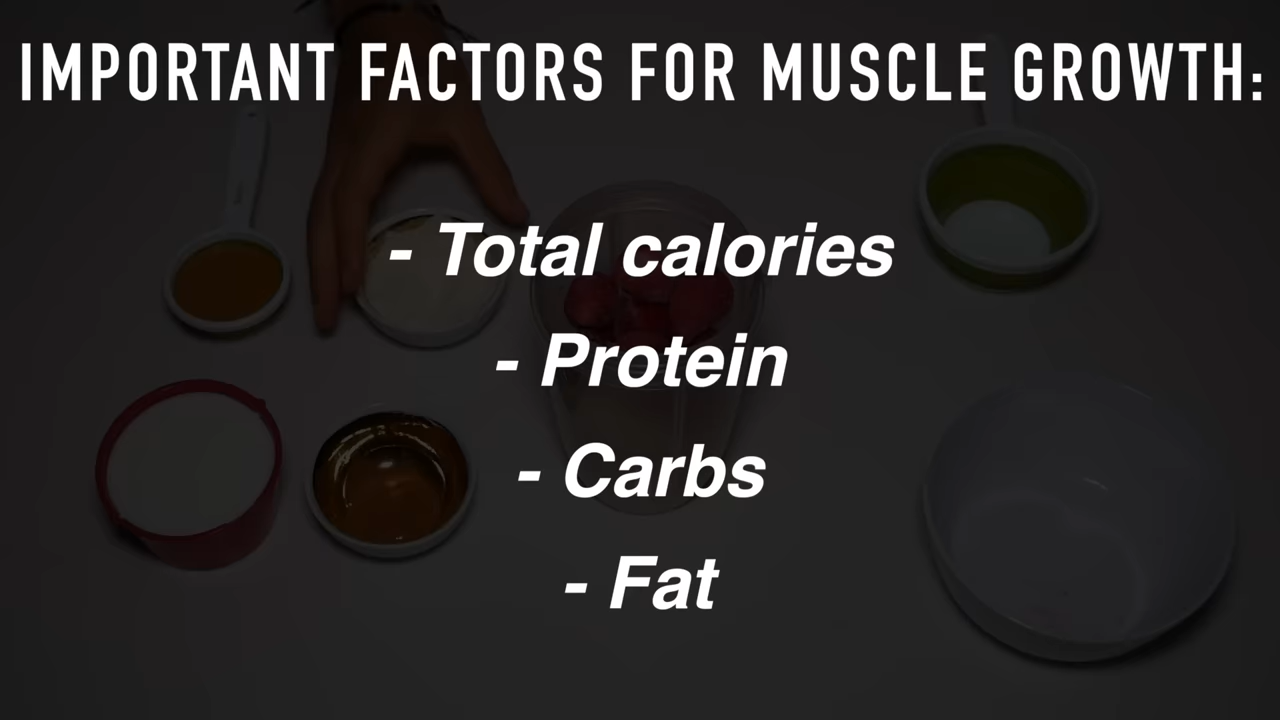 IMPORTANT FACTORS FOR MUSCLE GROWTH:
- Total calories
- Protein
- Carbs
- Fat